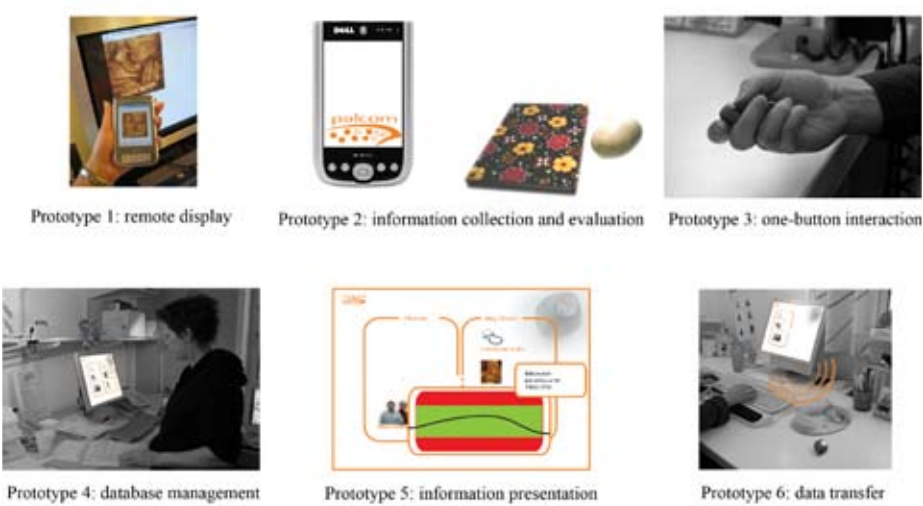 DELL
palcom
Prototype 1: remote display
Prototype 2: information collection and evaluation
Prototype 3: one-button interaction
Prototype 4: database management
Prototype 5: information presentation
Prototype 6: data transfer